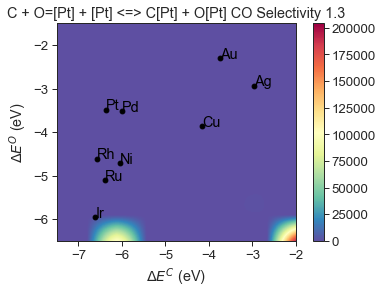 C + O=[Pt] + [Pt] <=> C[Pt] + O[Pt] CO Selectivity 1.3
ΔE^O (eV)
−2
−3
−4
−5
−6
Au
Ag
Pt
Pd
Cu
Rh
Ni
Ru
Ir
−7
−6
−5
−4
−3
−2
ΔE^C (eV)
200000
175000
150000
125000
100000
75000
50000
25000
0